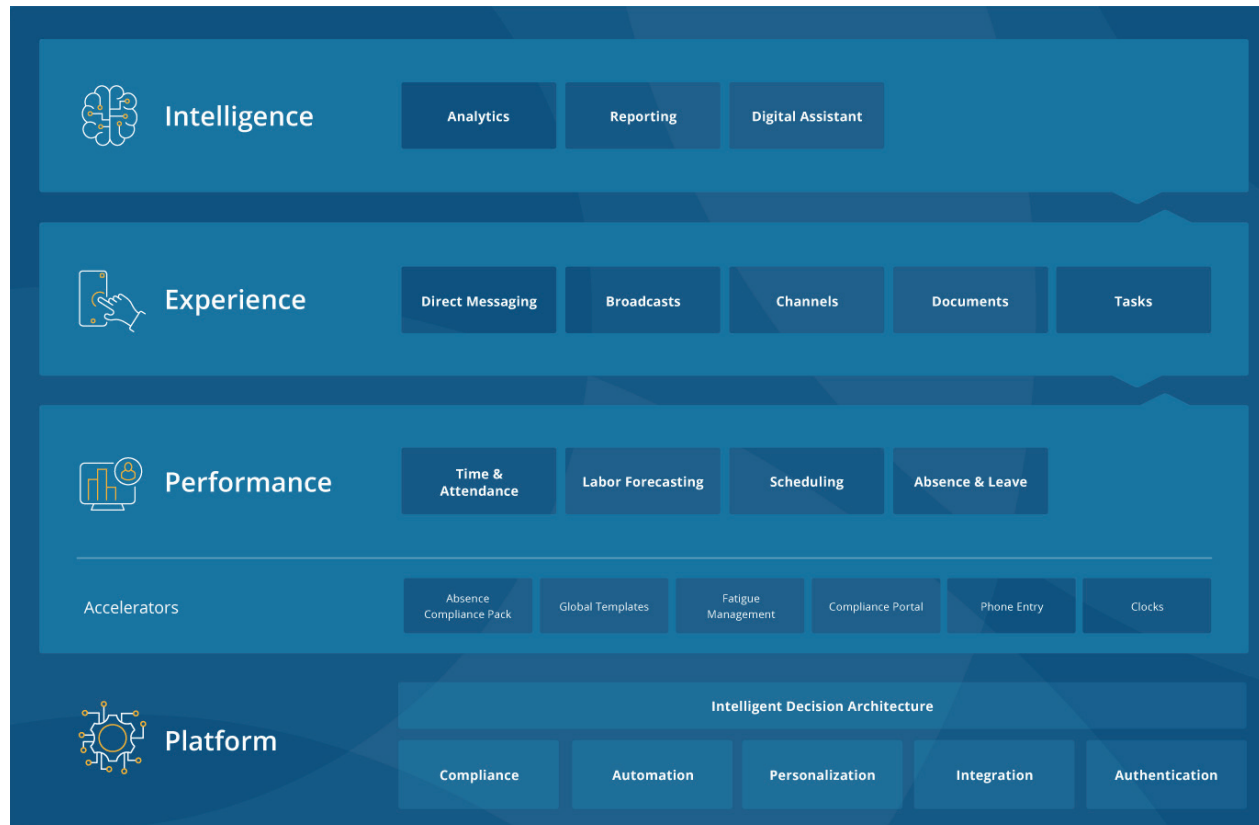 Intelligence
Analytics
Reporting
Digital Assistant
Experience
Direct Messaging
Broadcasts
Channels
Documents
Tasks
Performance
Time &
Attendance
Labor Forecasting
Scheduling
Absence & Leave
Accelerators
Absence
Compliance Pack
Global Templates
Fatigue
Management
Compliance Portal
Phone Entry
Clocks
Platform
Intelligent Decision Architecture
Compliance
Automation
Personalization
Integration
Authentication